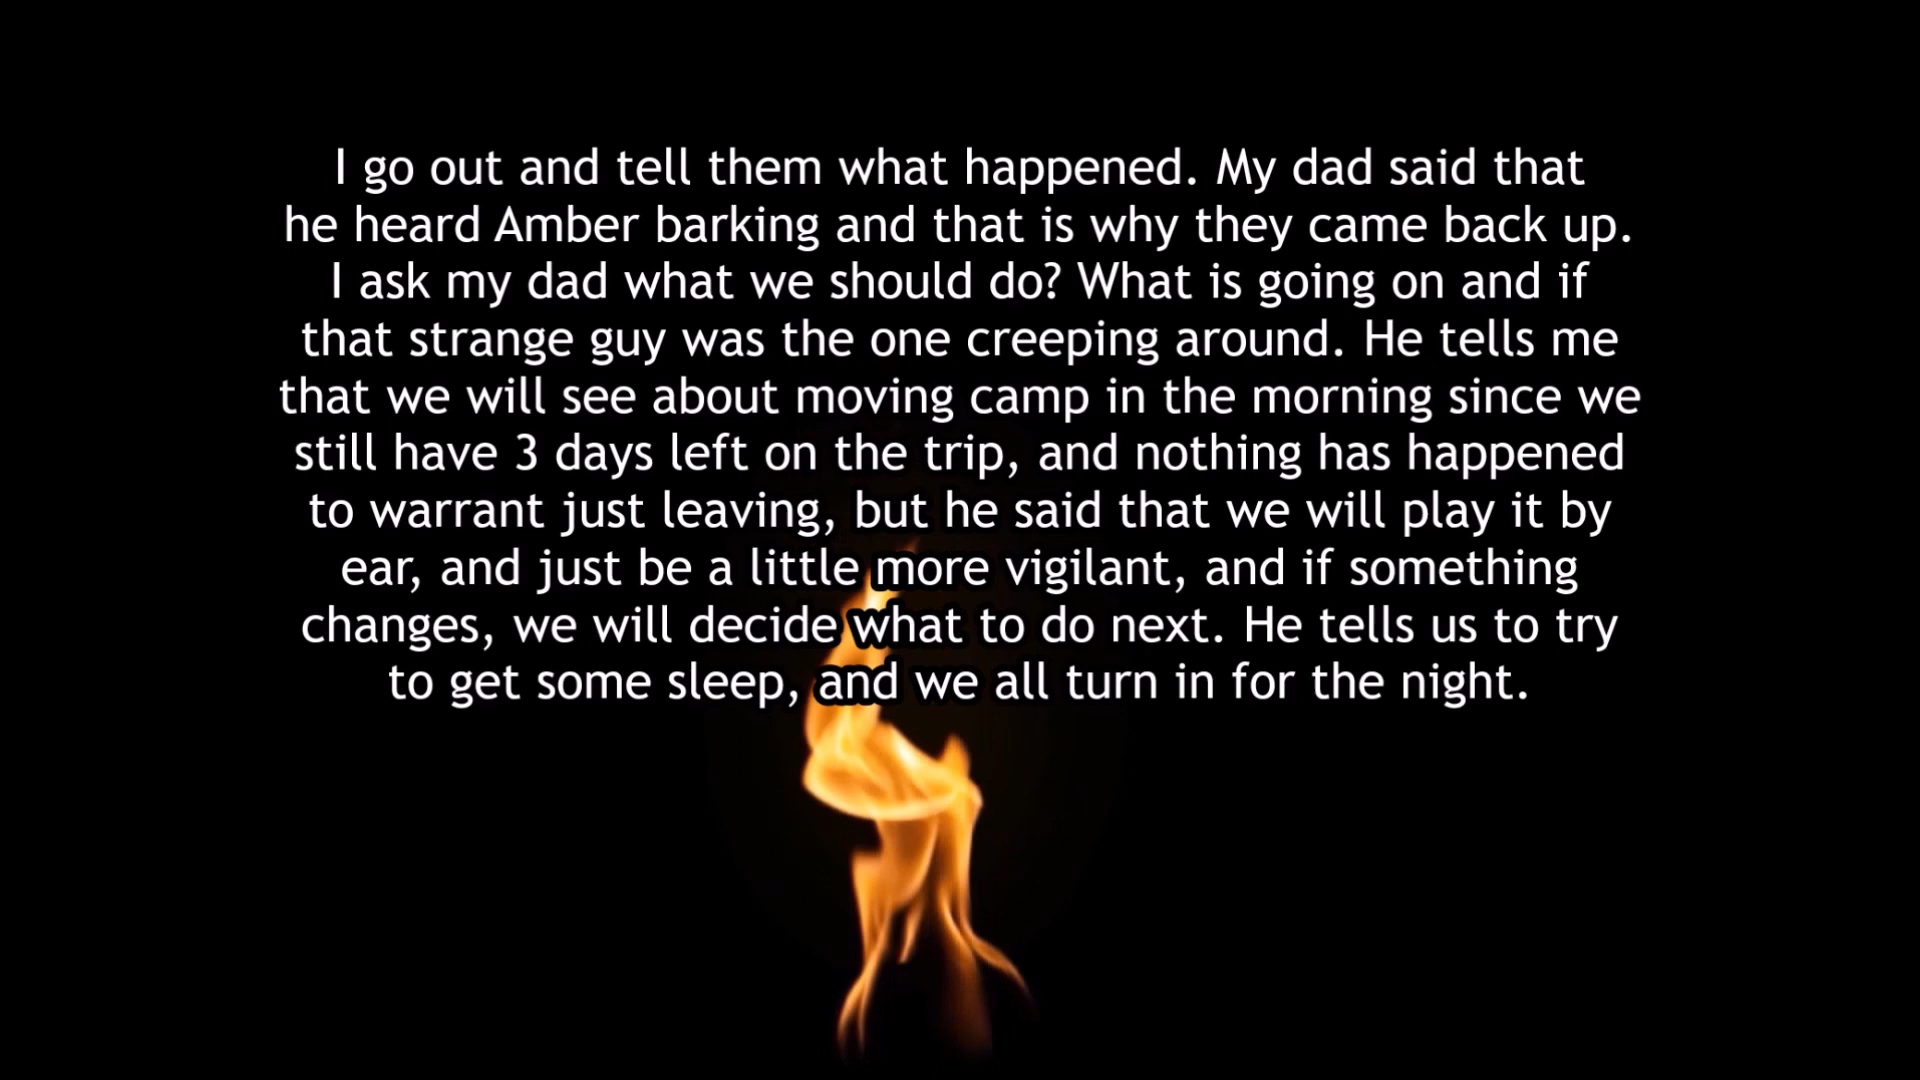 I go out and tell them what happened. My dad said that
he heard Amber barking and that is why they came back up.
I ask my dad what we should do? What is going on and if
that strange guy was the one creeping around. He tells me
that we will see about moving camp in the morning since we
still have 3 days left on the trip, and nothing has happened
to warrant just leaving, but he said that we will play it by
ear, and just be a little more vigilant, and if something
changes, we will decide what to do next. He tells us to try
to get some sleep, and we all turn in for the night.